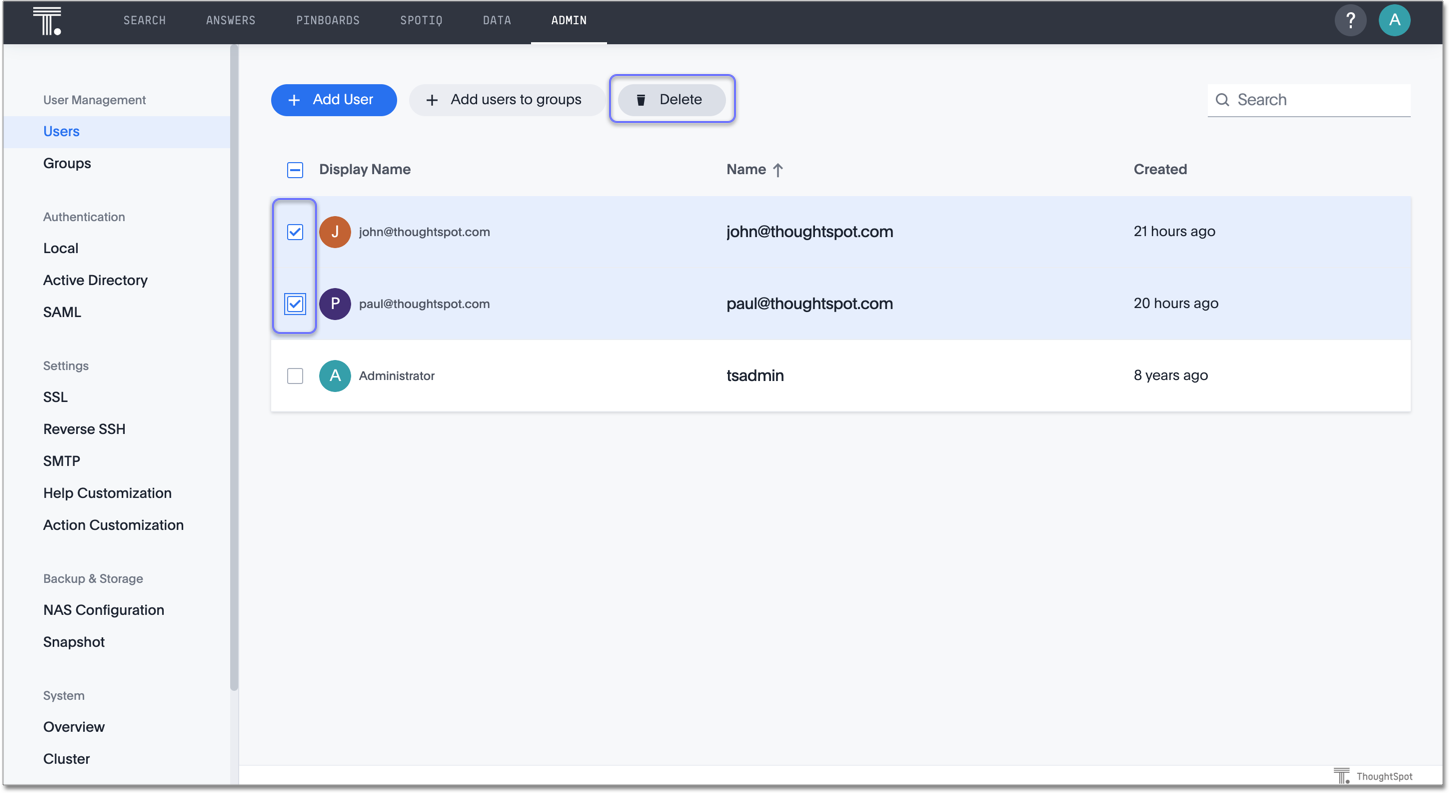 SEARCH ANSWERS PINBOARDS SPOTIQ DATA ADMIN ? A
User Management
Users
Groups
Authentication
Local
Active Directory
SAML
Settings
SSL
Reverse SSH
SMTP
Help Customization
Action Customization
Backup & Storage
NAS Configuration
Snapshot
System
Overview
Cluster
+ Add User + Add users to groups Delete Search
Display Name Name ↑ Created
J john@thoughtspot.com john@thoughtspot.com 21 hours ago
P paul@thoughtspot.com paul@thoughtspot.com 20 hours ago
A Administrator tsadmin 8 years ago
ThoughtSpot